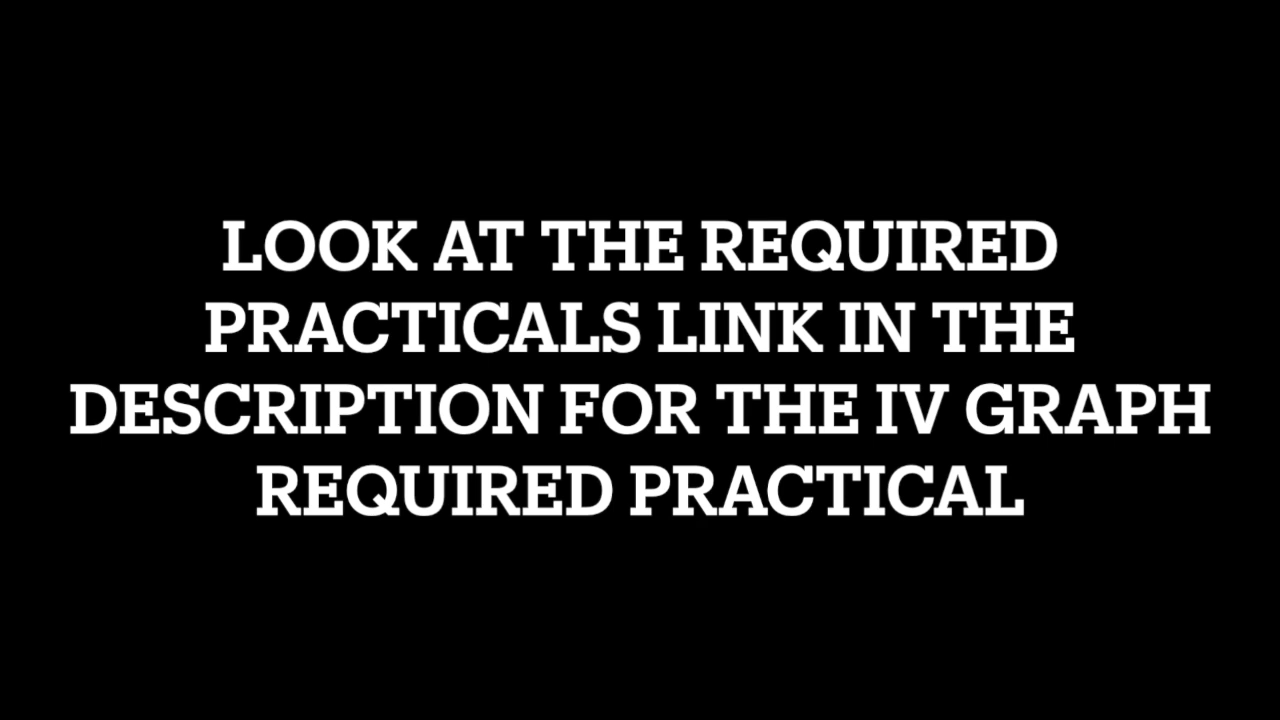 LOOK AT THE REQUIRED
PRACTICALS LINK IN THE
DESCRIPTION FOR THE IV GRAPH
REQUIRED PRACTICAL